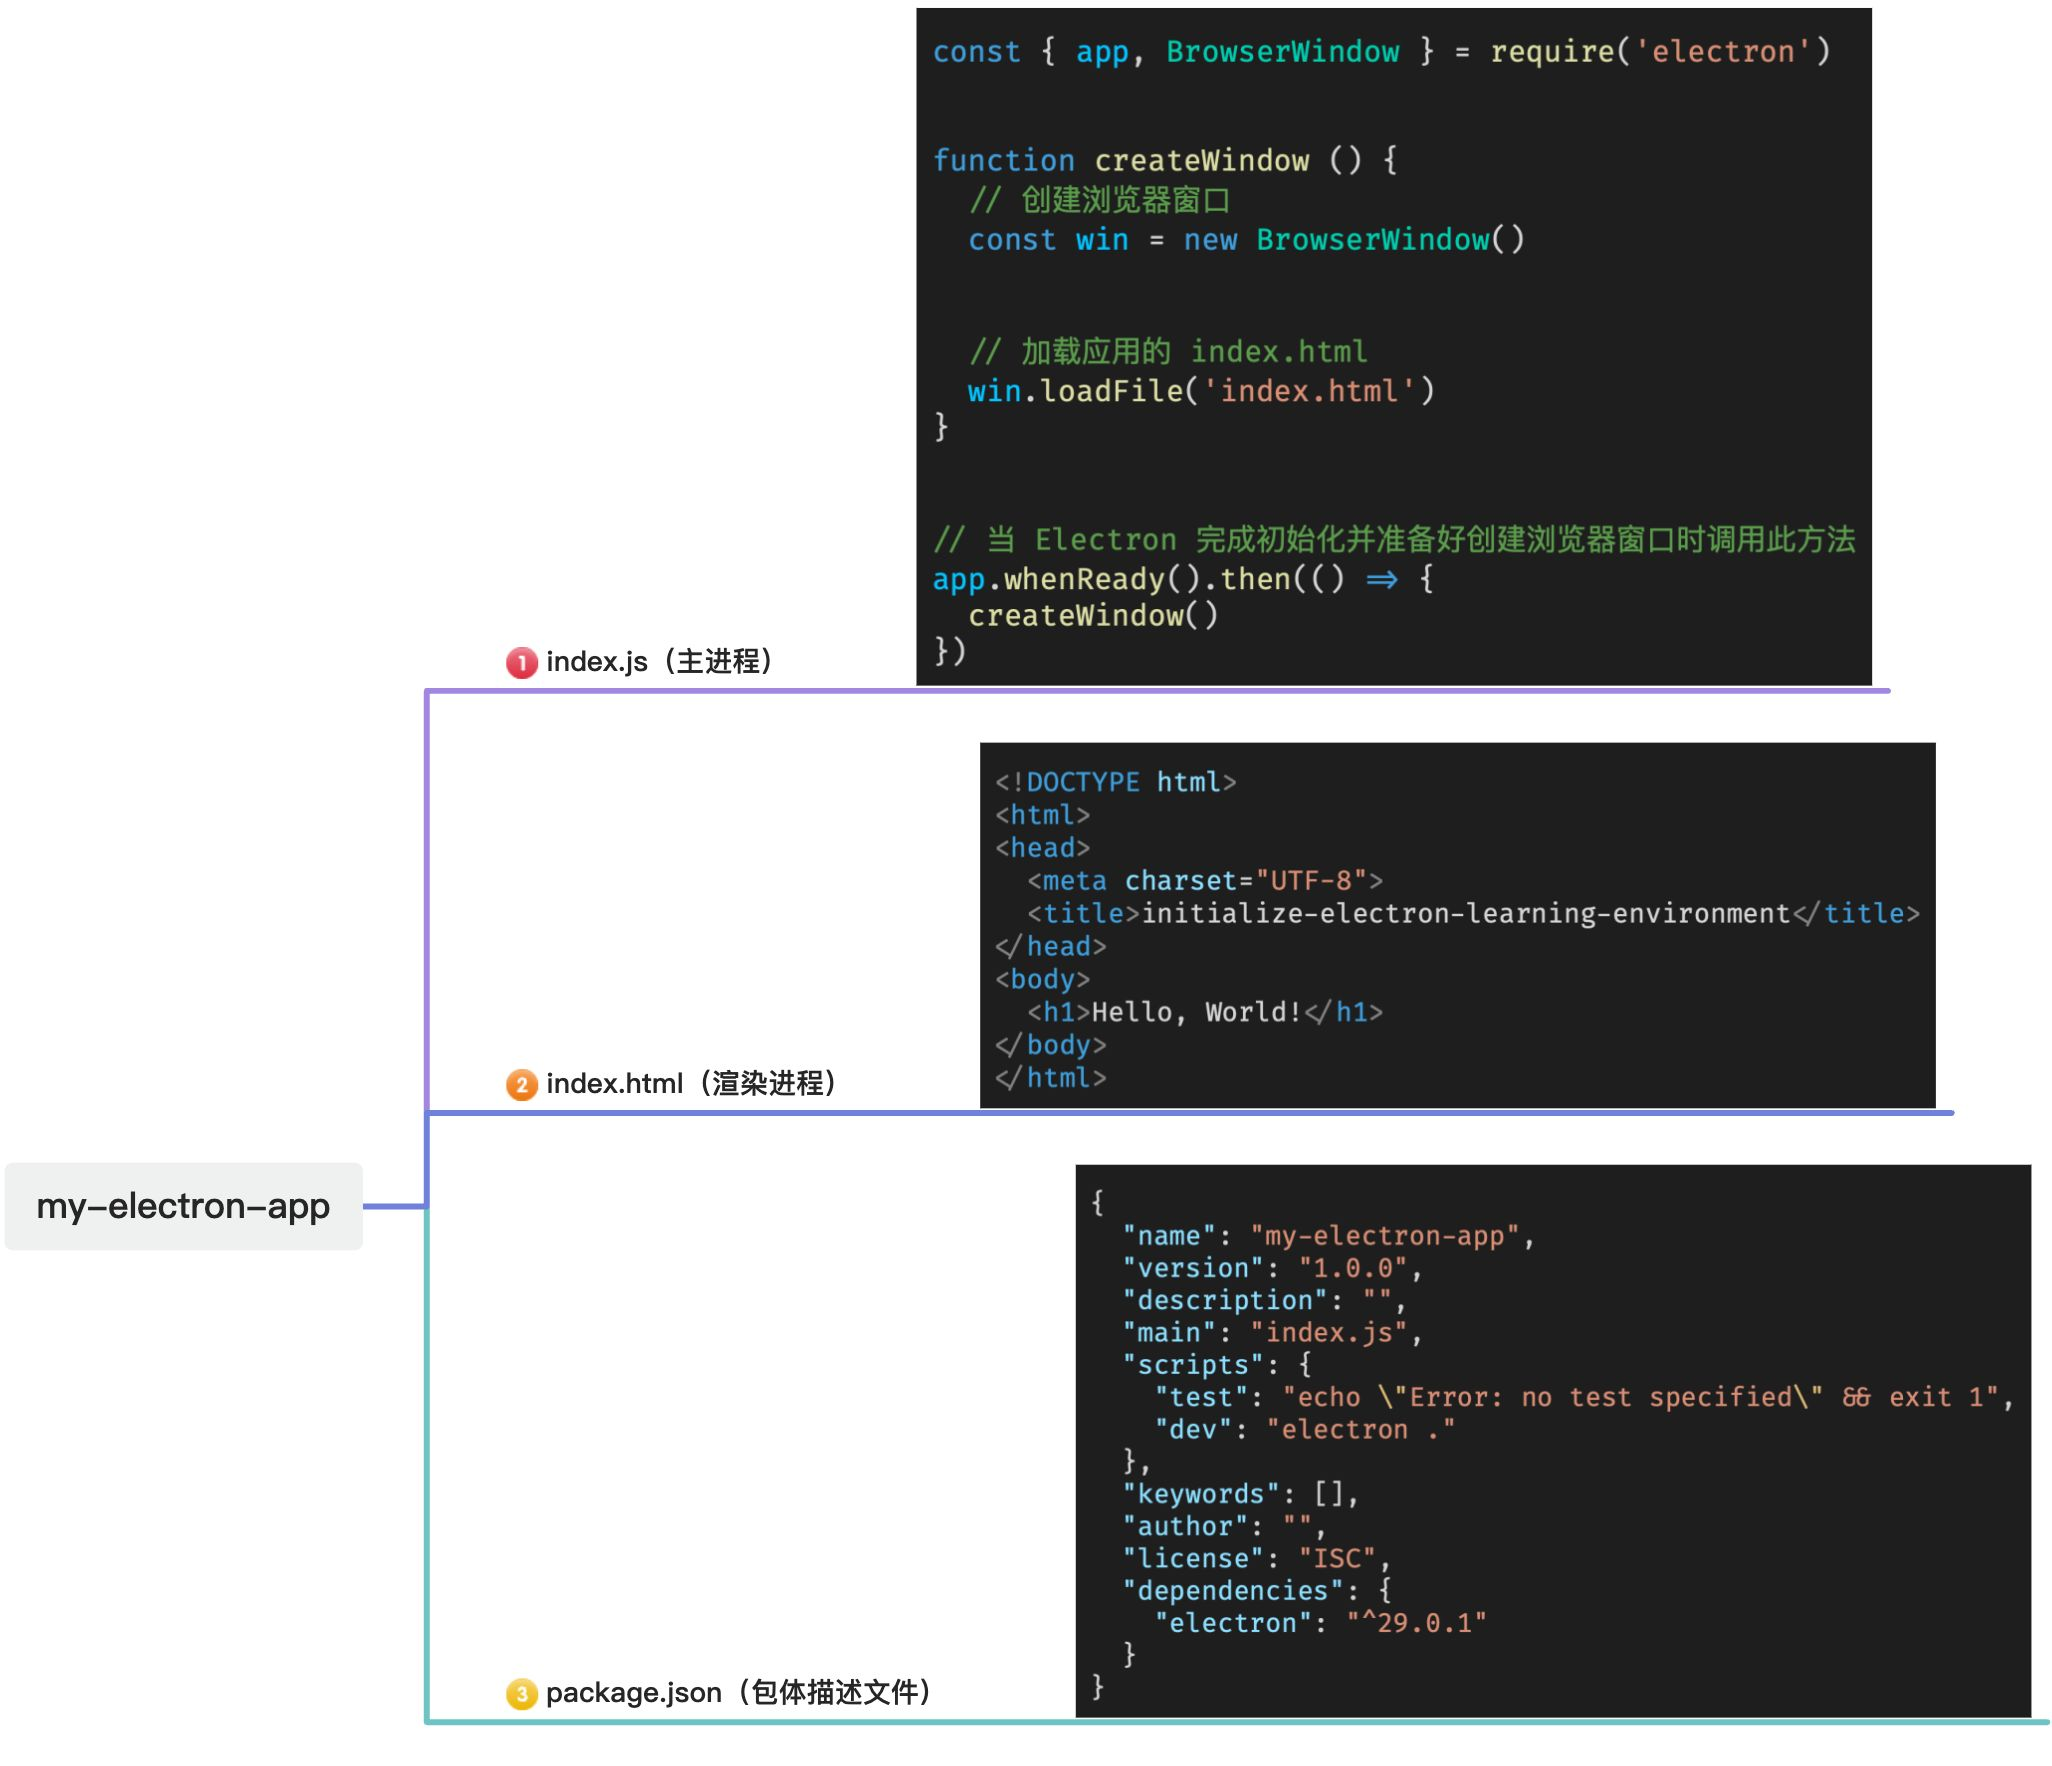 const { app, BrowserWindow } = require('electron')
function createWindow () {
  // 创建浏览器窗口
  const win = new BrowserWindow()
  // 加载应用的 index.html
  win.loadFile('index.html')
}
// 当 Electron 完成初始化并准备好创建浏览器窗口时调用此方法
app.whenReady().then(() => {
  createWindow()
})
1 index.js（主进程）
<!DOCTYPE html>
<html>
<head>
  <meta charset="UTF-8">
  <title>initialize-electron-learning-environment</title>
</head>
<body>
  <h1>Hello, World!</h1>
</body>
</html>
2 index.html（渲染进程）
my-electron-app
{
  "name": "my-electron-app",
  "version": "1.0.0",
  "description": "",
  "main": "index.js",
  "scripts": {
    "test": "echo \"Error: no test specified\" && exit 1",
    "dev": "electron ."
  },
  "keywords": [],
  "author": "",
  "license": "ISC",
  "dependencies": {
    "electron": "^29.0.1"
  }
}
3 package.json（包体描述文件）